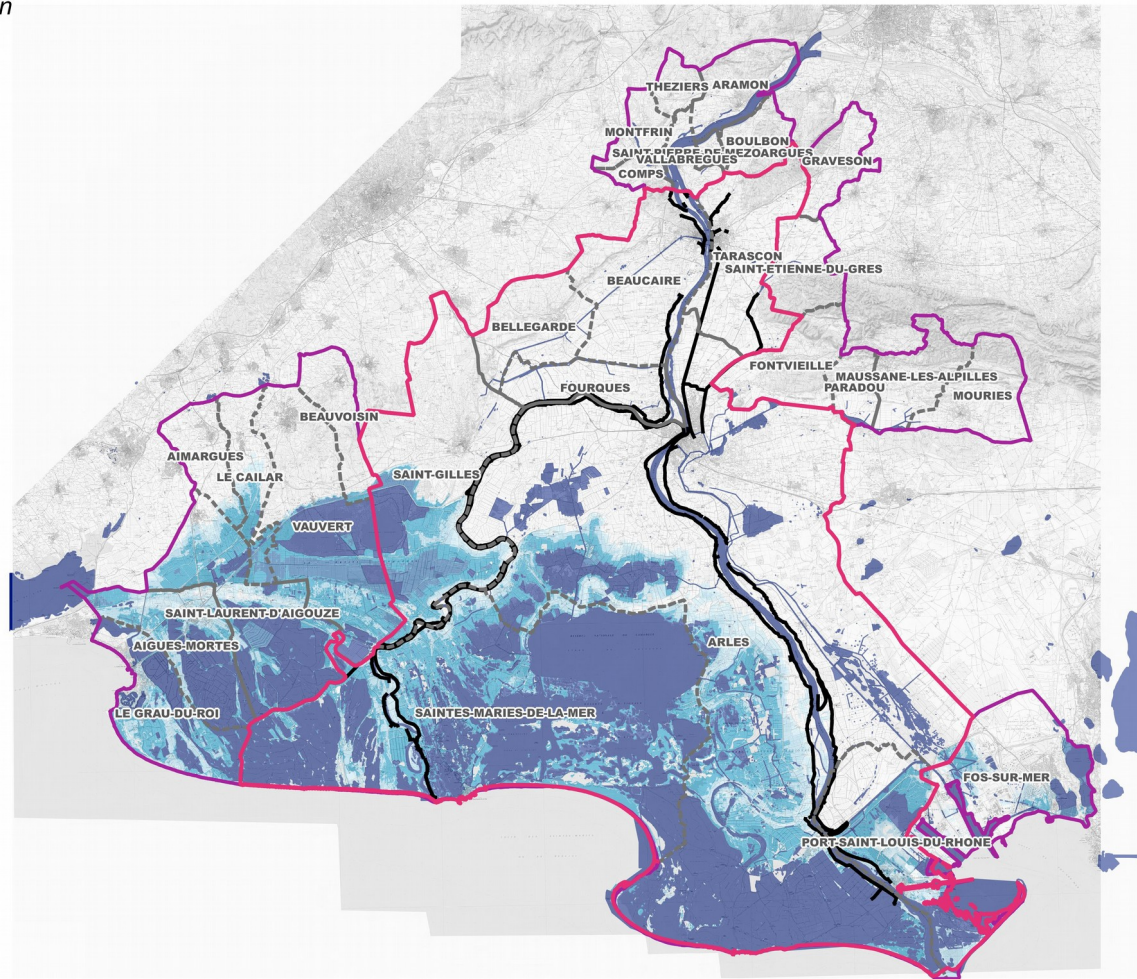 n
THEZIERS ARAMON
MONTFRIN
BOULBON
SAINT-PIERRE-DE-MEZOARGUES
VALLABREGUES
GRAVESON
COMPS
TARASCON
SAINT-ETIENNE-DU-GRES
BEAUCAIRE
BELLEGARDE
FONTVIEILLE
MAUSSANE-LES-ALPILLES
PARADOU
FOURQUES
MOURIES
BEAUVOISIN
AIMARGUES
LE CAILAR
SAINT-GILLES
VAUVERT
SAINT-LAURENT-D'AIGOUZE
AIGUES-MORTES
ARLES
LE GRAU-DU-ROI
SAINTES-MARIES-DE-LA-MER
FOS-SUR-MER
PORT-SAINT-LOUIS-DU-RHONE